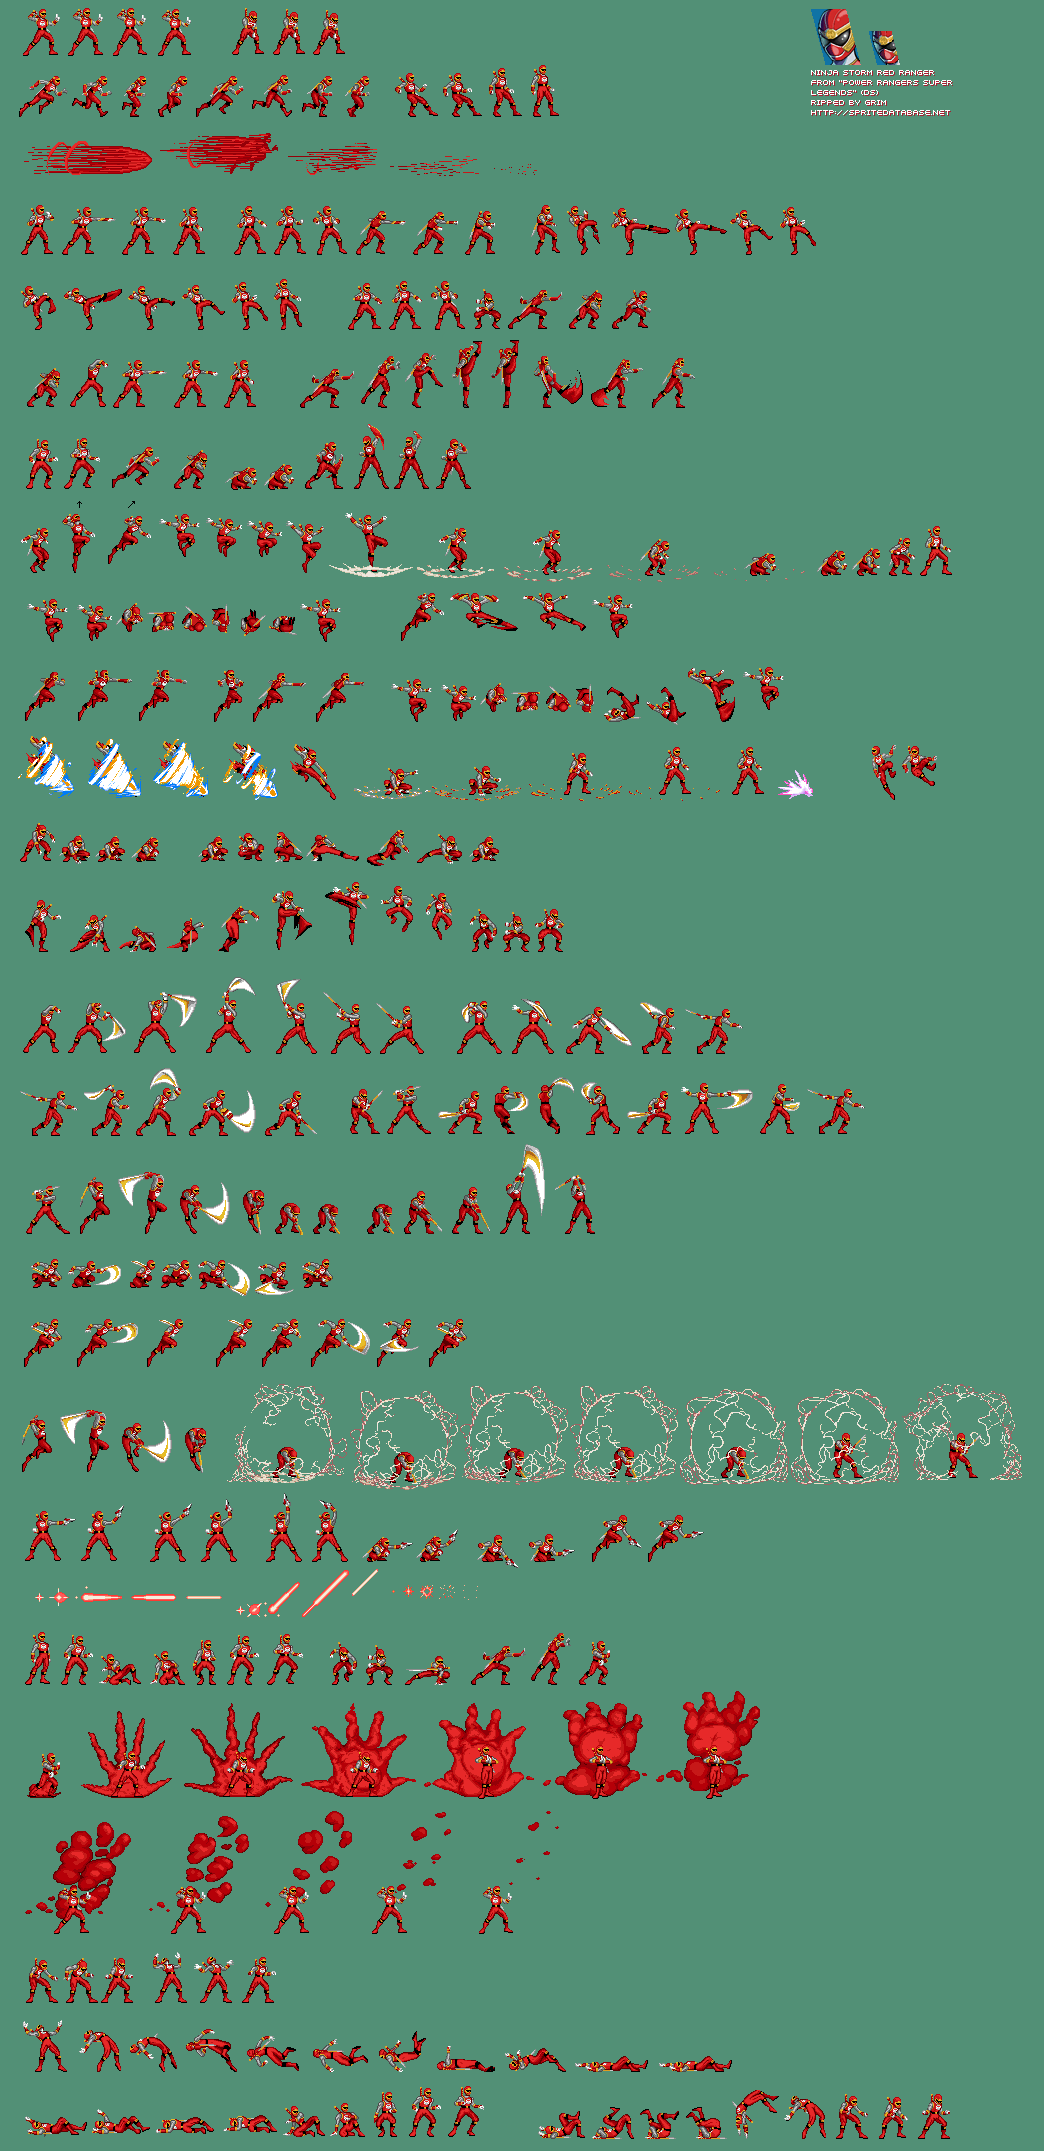 NINJA STORM RED RANGER
FROM "POWER RANGERS SUPER
LEGENDS" (DS)
RIPPED BY GRIM
HTTP://SPRITEDATABASE.NET